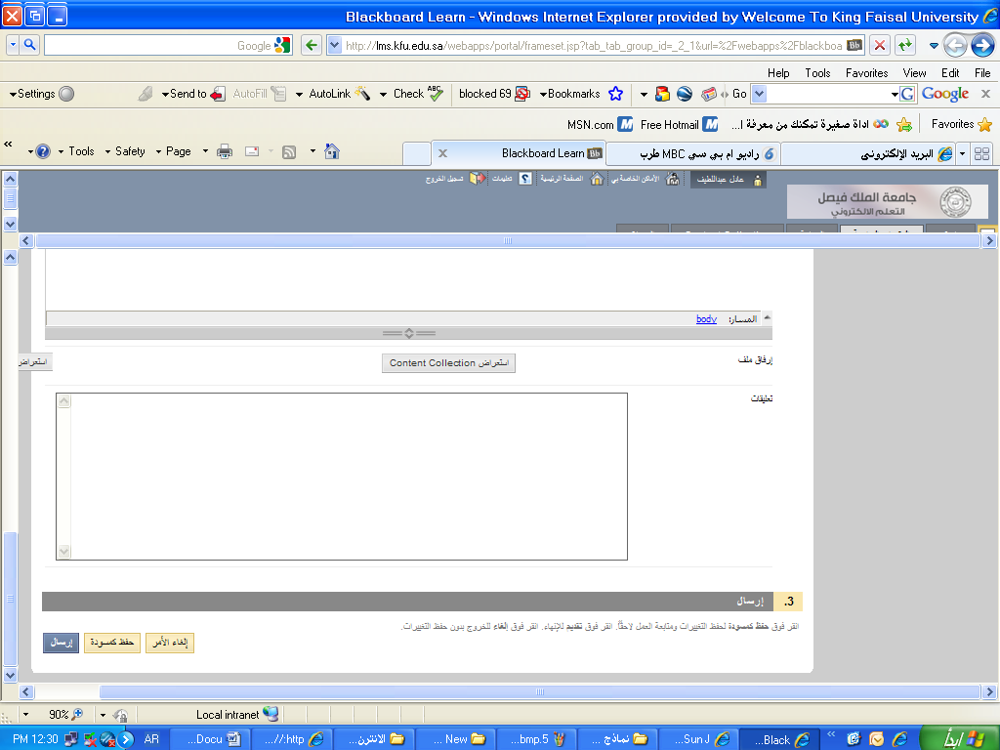 Blackboard Learn - Windows Internet Explorer provided by Welcome To King Faisal University
http://lms.kfu.edu.sa/webapps/portal/frameset.jsp?tab_tab_group_id=_2_1&url=%2Fwebapps%2Fblackboa
Google
File Edit View Favorites Tools Help
Google Go Bookmarks 69 blocked Check AutoLink AutoFill Send to Settings
Favorites اداة صغيرة تمكنك من معرفة ا... Free Hotmail MSN.com
البريد الإلكتروني راديو ام بي سي MBC طرب Blackboard Learn
Page Safety Tools
جامعة الملك فيصل
التعلم الالكتروني
عادل عبداللطيف الأماكن الخاصة بي الصفحة الرئيسية تعليمات تسجيل الخروج
المسار: body
إرفاق ملف استعراض Content Collection استعراض
تعليقات
3. إرسال
انقر فوق حفظ كمسودة لحفظ التغييرات ومتابعة العمل لاحقًا. انقر فوق تقديم للإنهاء. انقر فوق إلغاء للخروج بدون حفظ التغييرات.
إلغاء الأمر حفظ كمسودة إرسال
Local intranet 90%
ابدأ Black... Sun J... نماذج ... bmp.5... New ... الانترن... http://... Docu... AR 12:30 PM